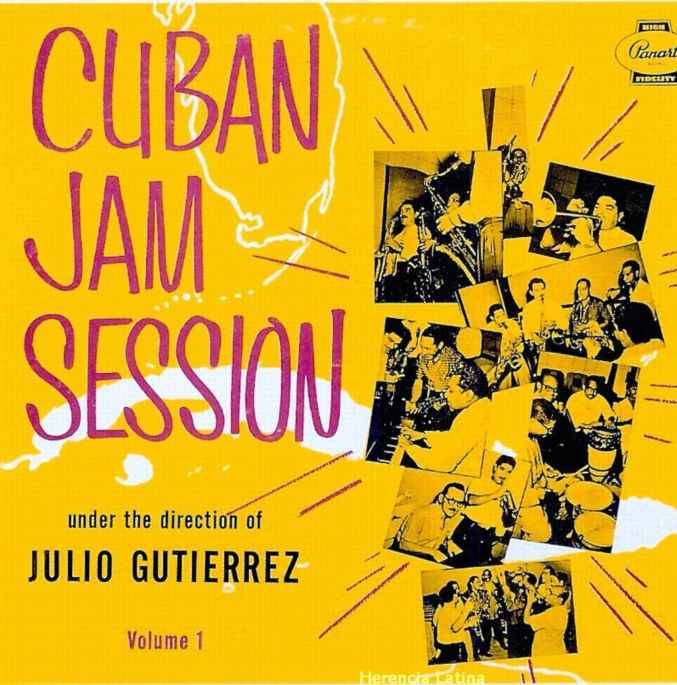 CUBAN
JAM
SESSION
HIGH
Panart
FIDELITY
under the direction of
JULIO GUTIERREZ
Volume 1
Herencia Latina